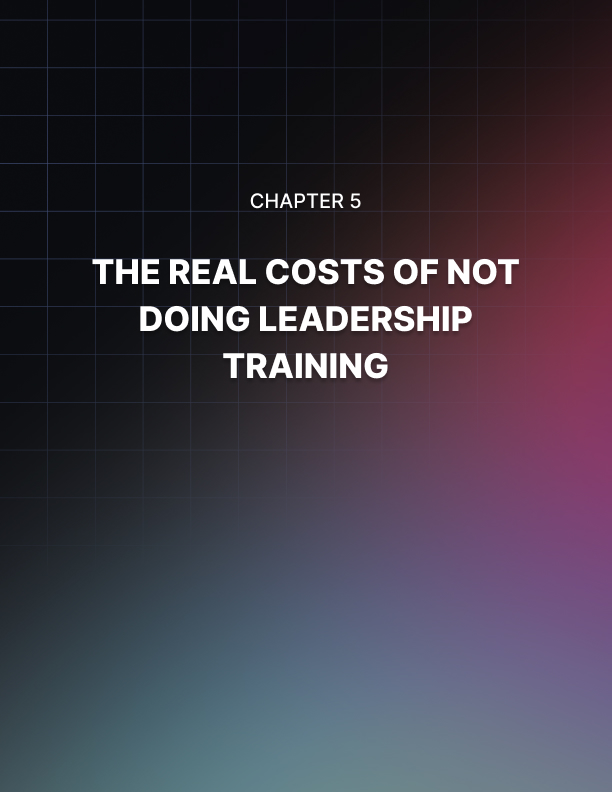 CHAPTER 5
THE REAL COSTS OF NOT
DOING LEADERSHIP
TRAINING